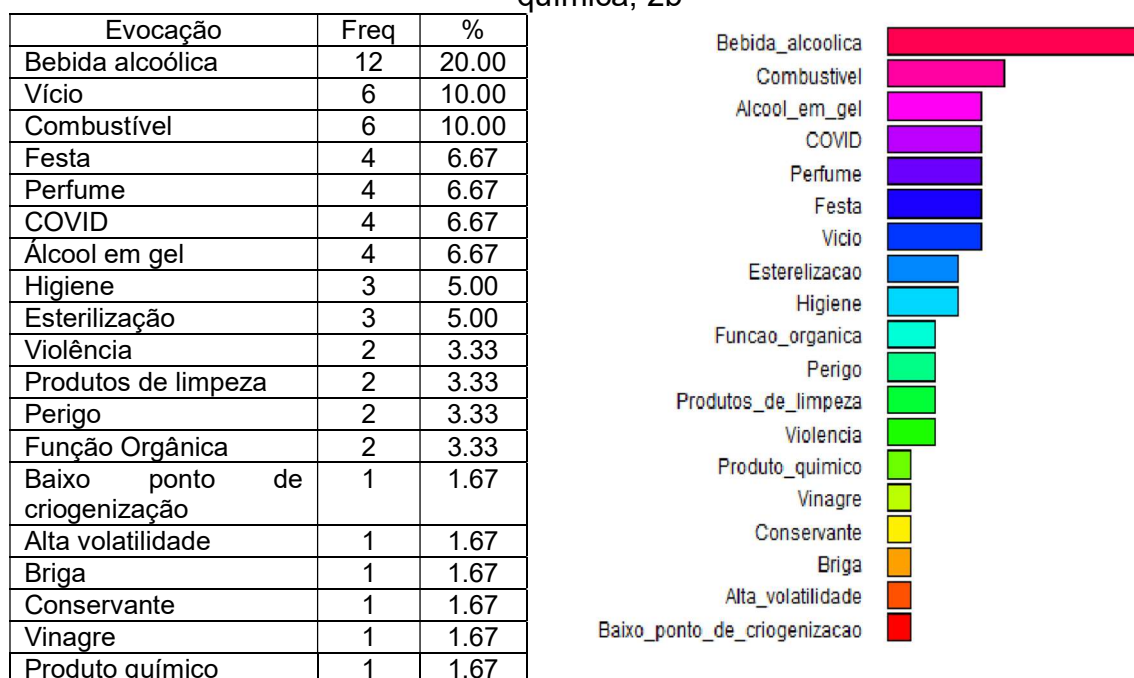 química, 2b
Evocação Freq %
Bebida alcoólica 12 20.00
Vício 6 10.00
Combustível 6 10.00
Festa 4 6.67
Perfume 4 6.67
COVID 4 6.67
Álcool em gel 4 6.67
Higiene 3 5.00
Esterilização 3 5.00
Violência 2 3.33
Produtos de limpeza 2 3.33
Perigo 2 3.33
Função Orgânica 2 3.33
Baixo ponto de 1 1.67
criogenização
Alta volatilidade 1 1.67
Briga 1 1.67
Conservante 1 1.67
Vinagre 1 1.67
Produto químico 1 1.67
Bebida_alcoolica
Combustivel
Alcool_em_gel
COVID
Perfume
Festa
Vicio
Esterelizacao
Higiene
Funcao_organica
Perigo
Produtos_de_limpeza
Violencia
Produto_quimico
Vinagre
Conservante
Briga
Alta_volatilidade
Baixo_ponto_de_criogenizacao